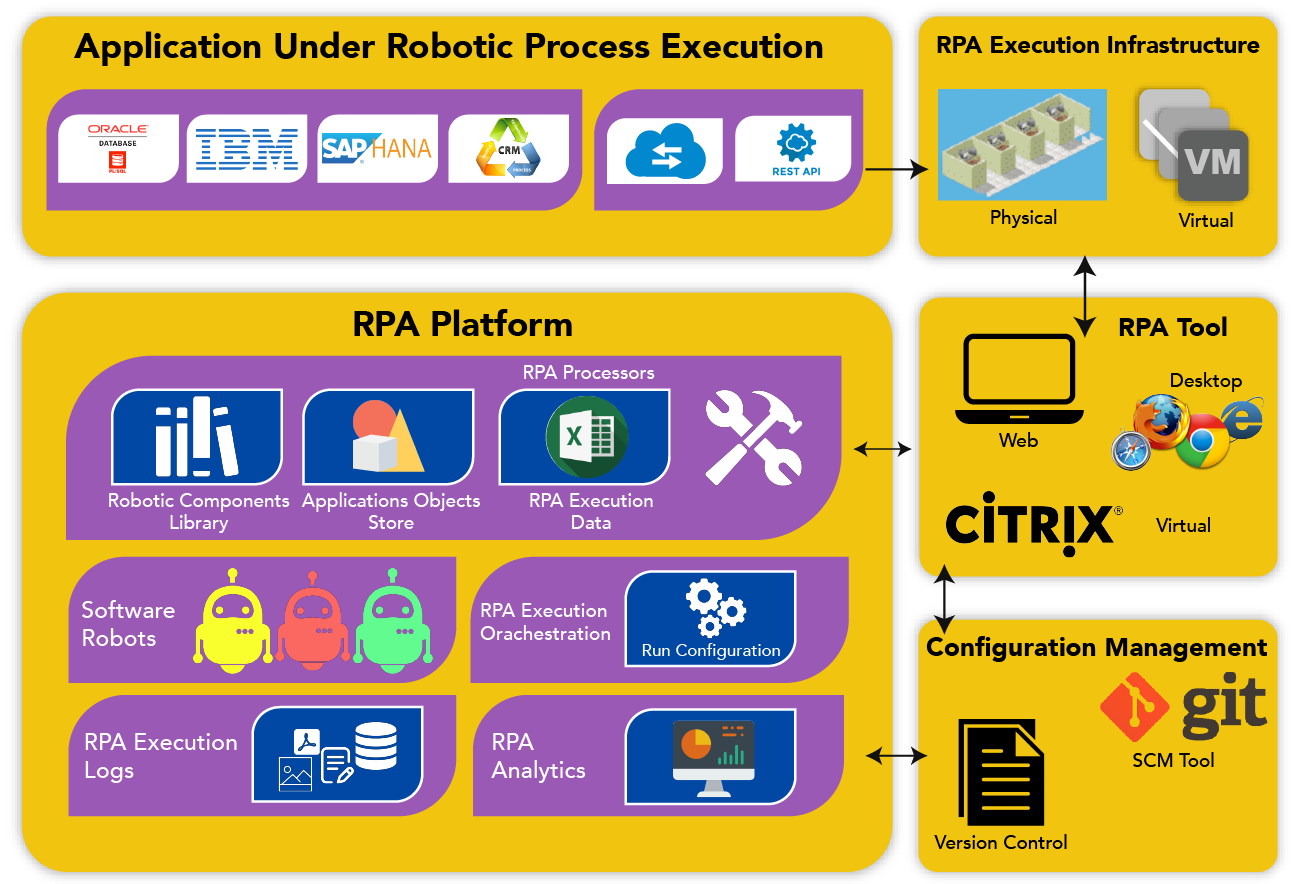 Application Under Robotic Process Execution
ORACLE
DATABASE
PL/SQL
IBM
SAP HANA
CRM
PROCESS
REST API
RPA Execution Infrastructure
VM
Physical
Virtual
RPA Platform
RPA Processors
X
Robotic Components
Library
Applications Objects
Store
RPA Execution
Data
Software
Robots
RPA Execution
Orachestration
Run Configuration
RPA Execution
Logs
RPA
Analytics
RPA Tool
Desktop
Web
CİTRIX®
Virtual
Configuration Management
git
SCM Tool
Version Control